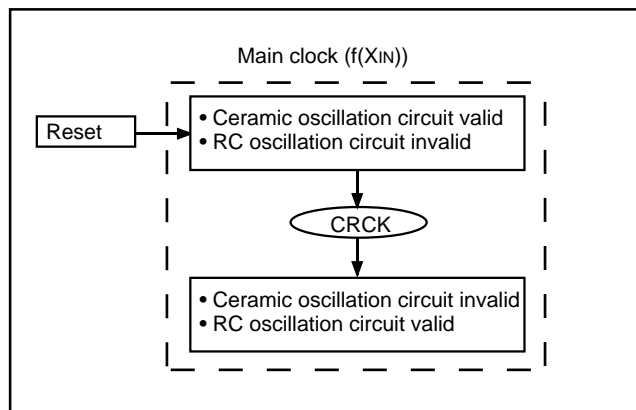 Main clock (f(XIN))
Reset
• Ceramic oscillation circuit valid
• RC oscillation circuit invalid
CRCK
• Ceramic oscillation circuit invalid
• RC oscillation circuit valid